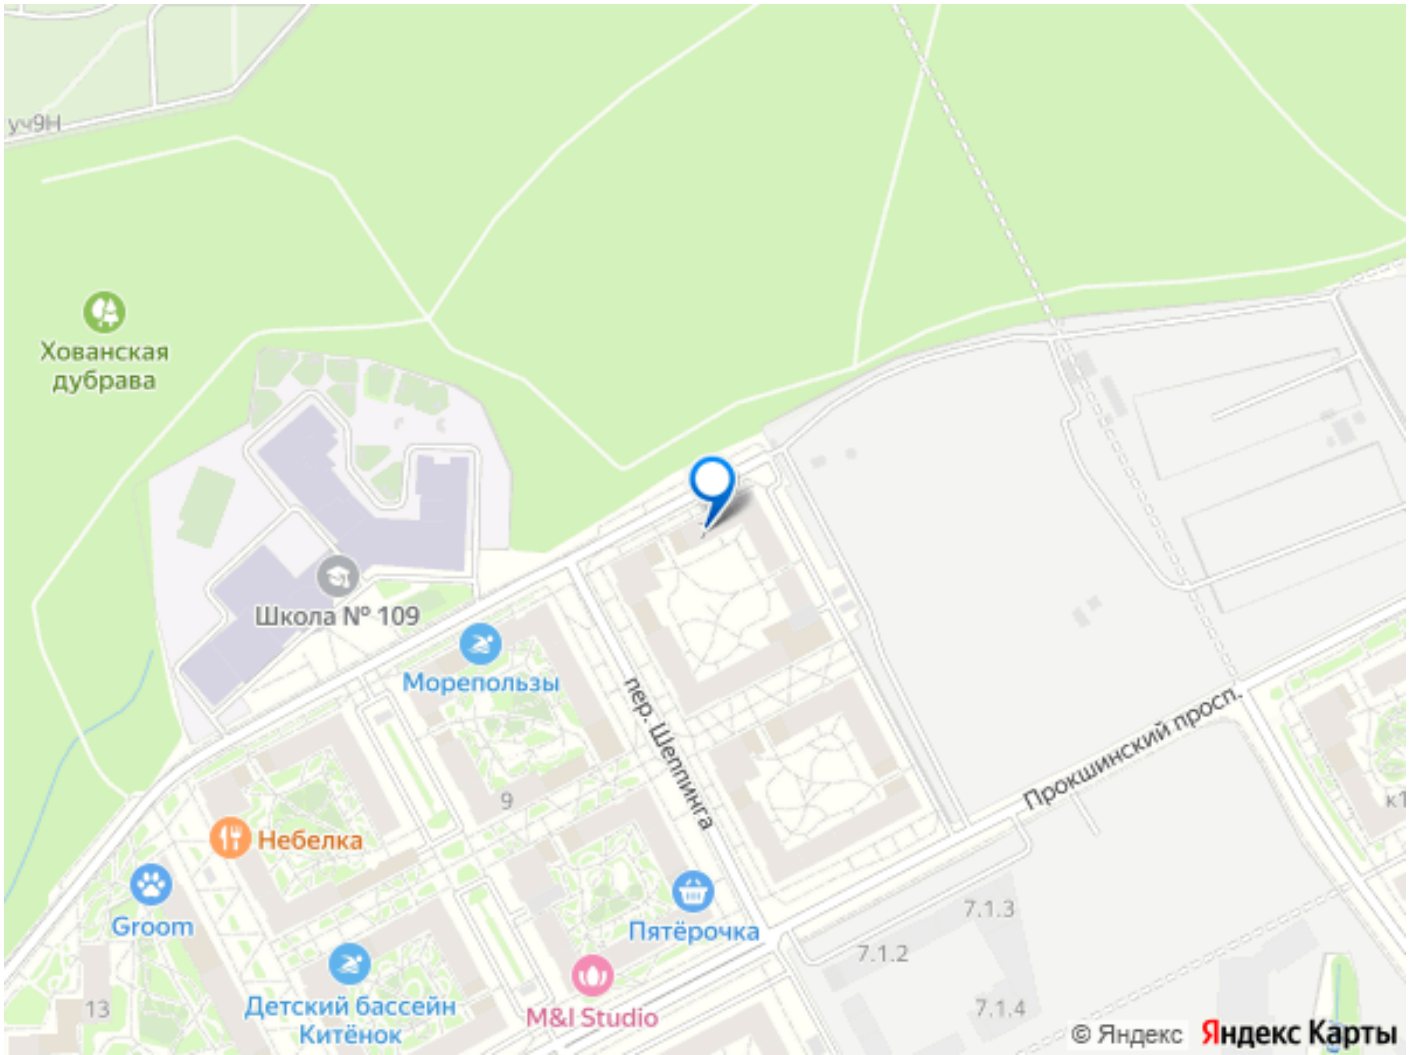 уч9Н
Хованская
дубрава
Школа № 109
Морепользы
пер. Шеппинга
Прокшинский просп.
9
к1
Небелка
Groom
Пятёрочка
7.1.3
7.1.2
Детский бассейн
Китёнок
M&I Studio
7.1.4
13
© Яндекс Яндекс Карты